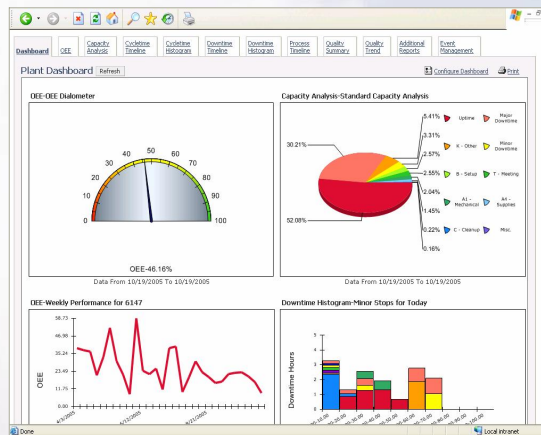 Dashboard
OEE
Capacity Analysis
Cycletime Timeline
Cycletime Histogram
Downtime Timeline
Downtime Histogram
Process Timeline
Quality Summary
Quality Trend
Additional Reports
Event Management
Plant Dashboard Refresh
Configure Dashboard Print
OEE-OEE Dialometer
0
10
20
30
40
50
60
70
80
90
100
OEE-46.16%
Data From 10/19/2005 To 10/19/2005
Capacity Analysis-Standard Capacity Analysis
30.21%
52.08%
5.41%
3.31%
2.57%
2.55%
2.04%
1.45%
0.22%
0.16%
Uptime
Major Downtime
K - Other
Minor Downtime
B - Setup
T - Meeting
A1 - Mechanical
A4 - Supplies
C - Cleanup
Misc.
Data From 10/19/2005 To 10/19/2005
OEE-Weekly Performance for 6147
OEE
58.73
46.98
35.24
23.49
11.75
0.00
4/3/2005
4/21/2005
Downtime Histogram-Minor Stops for Today
Downtime Hours
5
4
3
2
1
0
Done
Local intranet